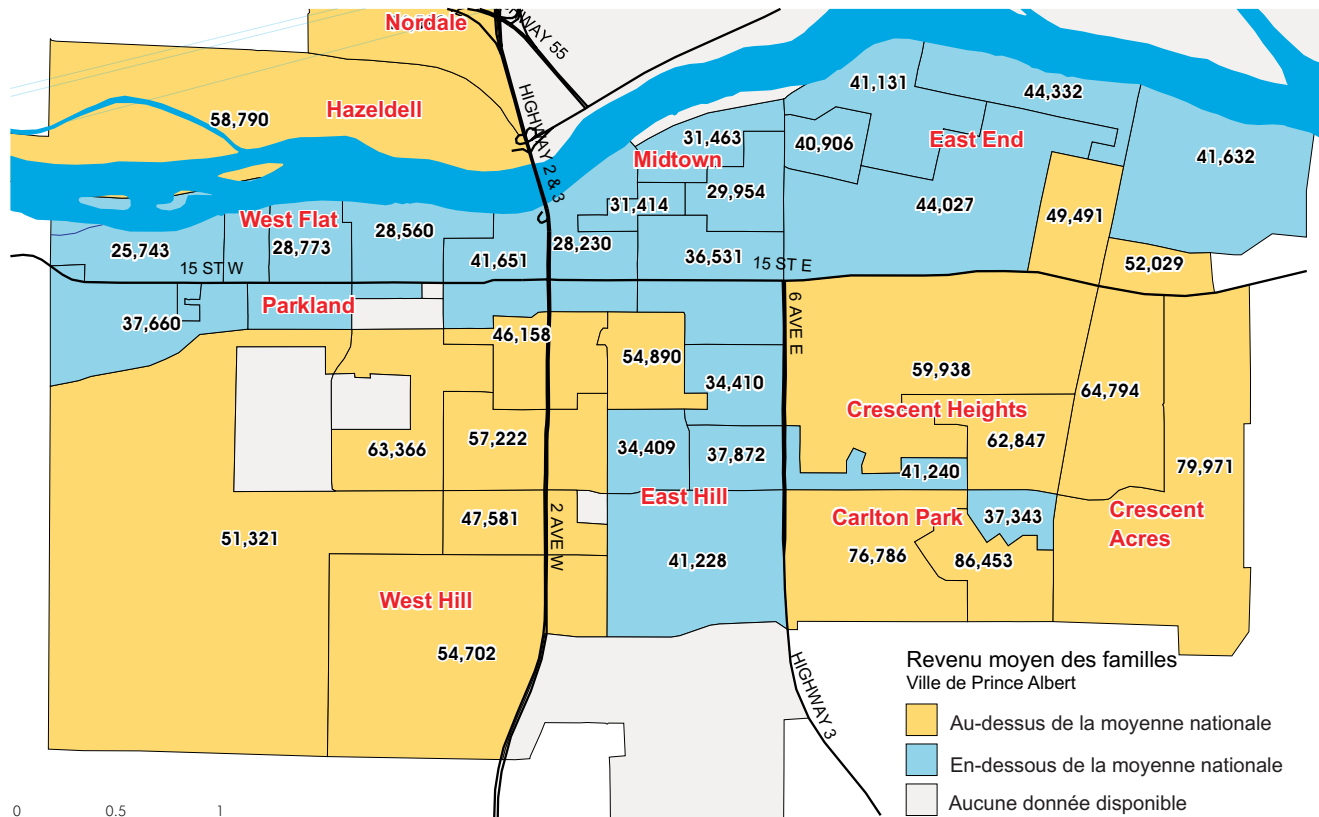 Nordale
HIGHWAY 55
41,131
44,332
Hazeldell
58,790
HIGHWAY 2 & 3
31,463
40,906
East End
Midtown
41,632
29,954
31,414
44,027
49,491
West Flat
28,560
25,743
28,773
28,230
41,651
36,531
52,029
15 ST W
15 ST E
Parkland
37,660
6 AVE E
46,158
54,890
59,938
34,410
64,794
Crescent Heights
57,222
63,366
34,409
37,872
62,847
41,240
79,971
East Hill
47,581
2 AVE W
Carlton Park
37,343
Crescent
Acres
51,321
41,228
76,786
86,453
West Hill
54,702
HIGHWAY 3
Revenu moyen des familles
Ville de Prince Albert
Au-dessus de la moyenne nationale
En-dessous de la moyenne nationale
Aucune donnée disponible
0 0.5 1